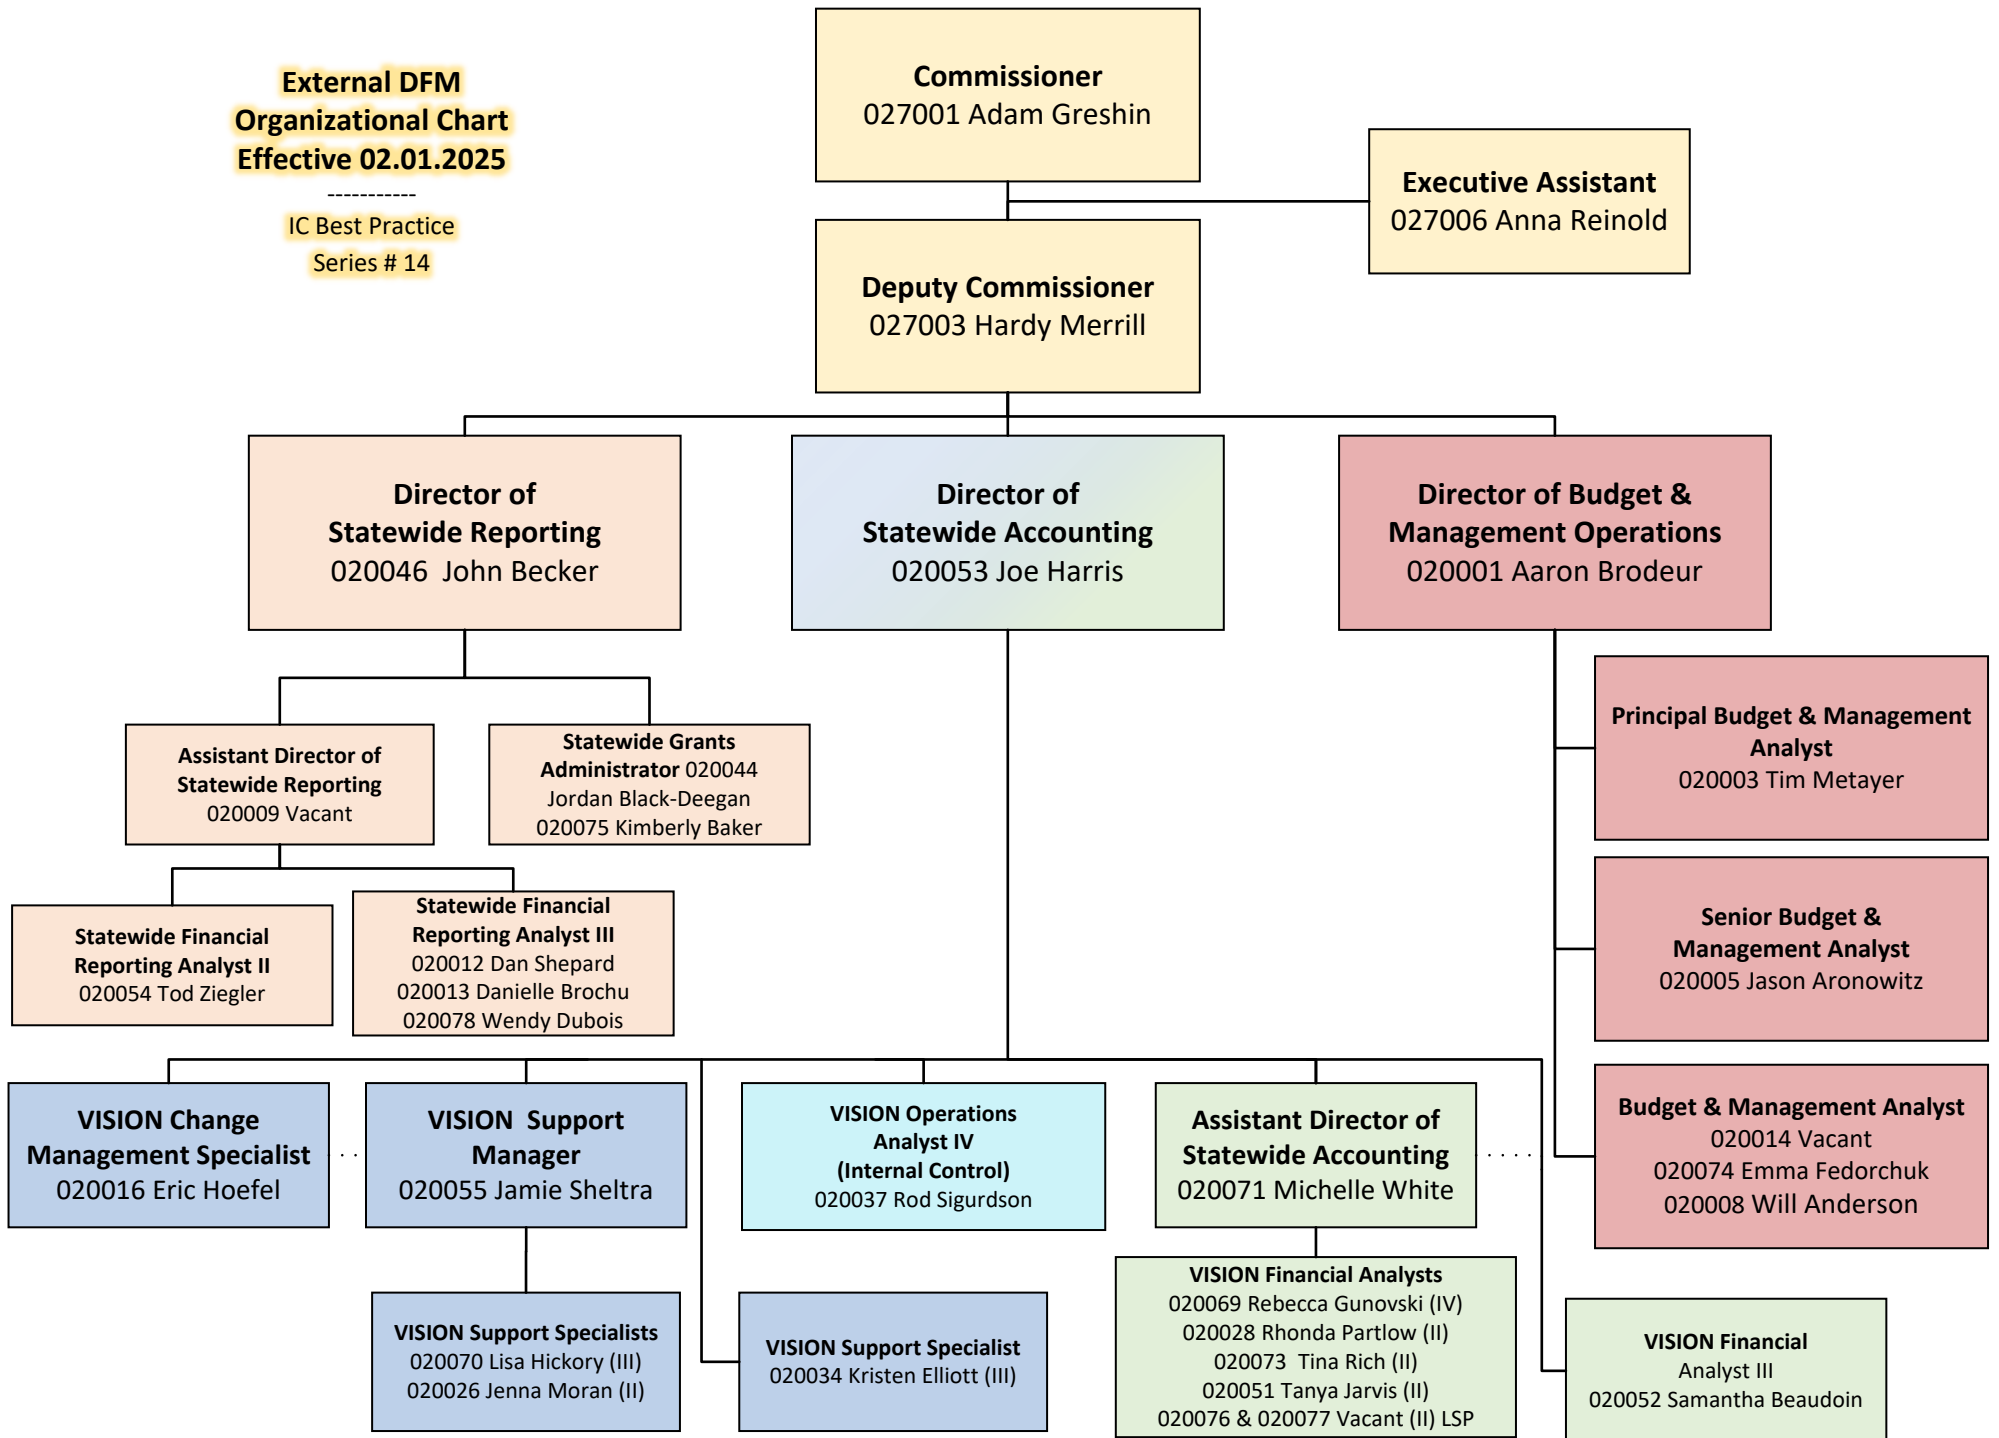 External DFM
Organizational Chart
Effective 02.01.2025
-----------
IC Best Practice
Series # 14
Commissioner
027001 Adam Greshin
Executive Assistant
027006 Anna Reinold
Deputy Commissioner
027003 Hardy Merrill
Director of
Statewide Reporting
020046  John Becker
Director of
Statewide Accounting
020053 Joe Harris
Director of Budget &
Management Operations
020001 Aaron Brodeur
Assistant Director of
Statewide Reporting
020009 Vacant
Statewide Grants
Administrator 020044
Jordan Black-Deegan
020075 Kimberly Baker
Principal Budget & Management
Analyst
020003 Tim Metayer
Statewide Financial
Reporting Analyst II
020054 Tod Ziegler
Statewide Financial
Reporting Analyst III
020012 Dan Shepard
020013 Danielle Brochu
020078 Wendy Dubois
Senior Budget &
Management Analyst
020005 Jason Aronowitz
VISION Change
Management Specialist
020016 Eric Hoefel
VISION  Support
Manager
020055 Jamie Sheltra
VISION Operations
Analyst IV
(Internal Control)
020037 Rod Sigurdson
Assistant Director of
Statewide Accounting
020071 Michelle White
Budget & Management Analyst
020014 Vacant
020074 Emma Fedorchuk
020008 Will Anderson
VISION Support Specialists
020070 Lisa Hickory (III)
020026 Jenna Moran (II)
VISION Support Specialist
020034 Kristen Elliott (III)
VISION Financial Analysts
020069 Rebecca Gunovski (IV)
020028 Rhonda Partlow (II)
020073  Tina Rich (II)
020051 Tanya Jarvis (II)
020076 & 020077 Vacant (II) LSP
VISION Financial
Analyst III
020052 Samantha Beaudoin